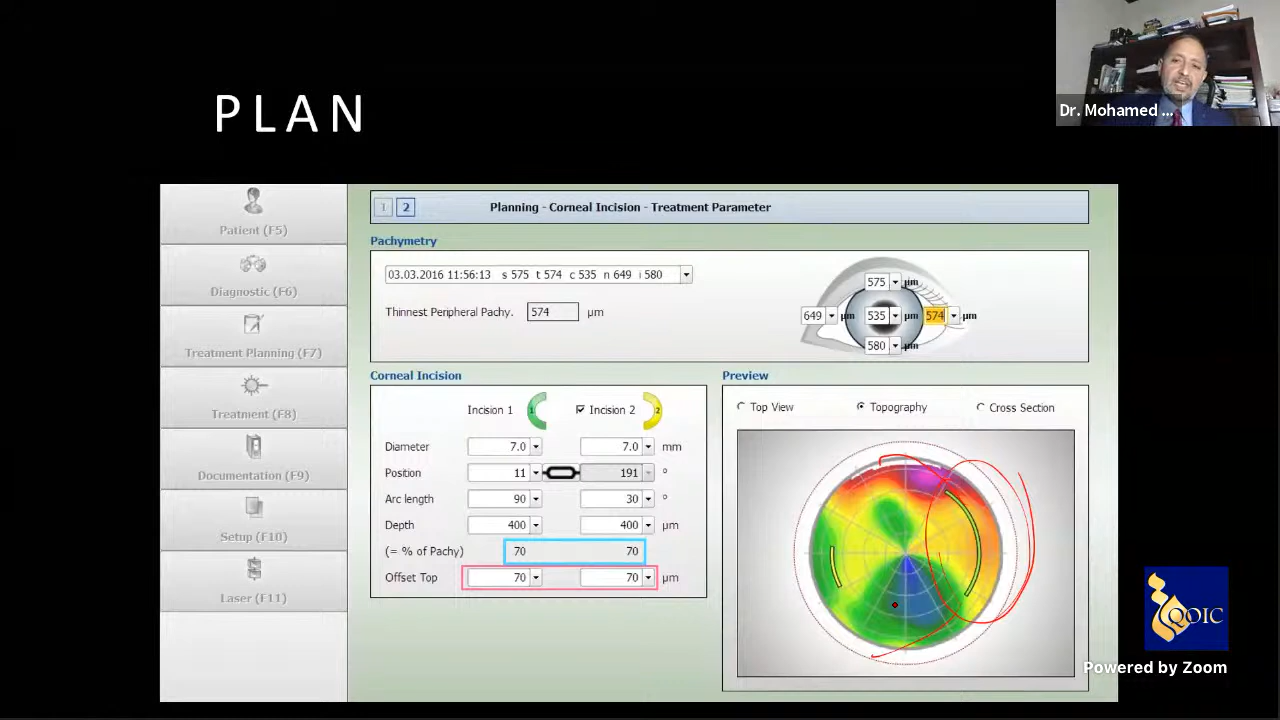 Dr. Mohamed ...
PLAN
Patient (F5)
Diagnostic (F6)
Treatment Planning (F7)
Treatment (F8)
Documentation (F9)
Setup (F10)
Laser (F11)
1 2 Planning - Corneal Incision - Treatment Parameter
Pachymetry
03.03.2016 11:56:13 s 575 t 574 c 535 n 649 i 580
Thinnest Peripheral Pachy. 574 µm
575 µm
649 µm 535 µm 574 µm
580 µm
Corneal Incision
Incision 1 1 Incision 2 2
Diameter 7.0 7.0 mm
Position 11 191 °
Arc length 90 30 °
Depth 400 400 µm
(= % of Pachy) 70 70
Offset Top 70 70 µm
Preview
Top View Topography Cross Section
QOIC
Powered by Zoom